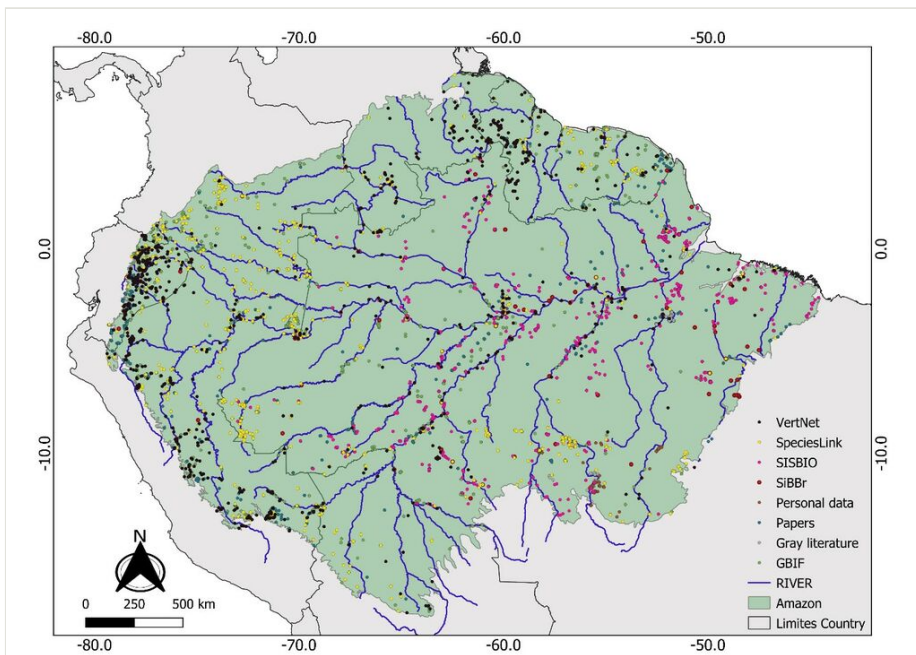 -80.0 -70.0 -60.0 -50.0
0.0 0.0
-10.0 -10.0
VertNet
SpeciesLink
SISBIO
SiBBr
Personal data
Papers
Gray literature
GBIF
RIVER
Amazon
Limites Country
N
0 250 500 km
-80.0 -70.0 -60.0 -50.0